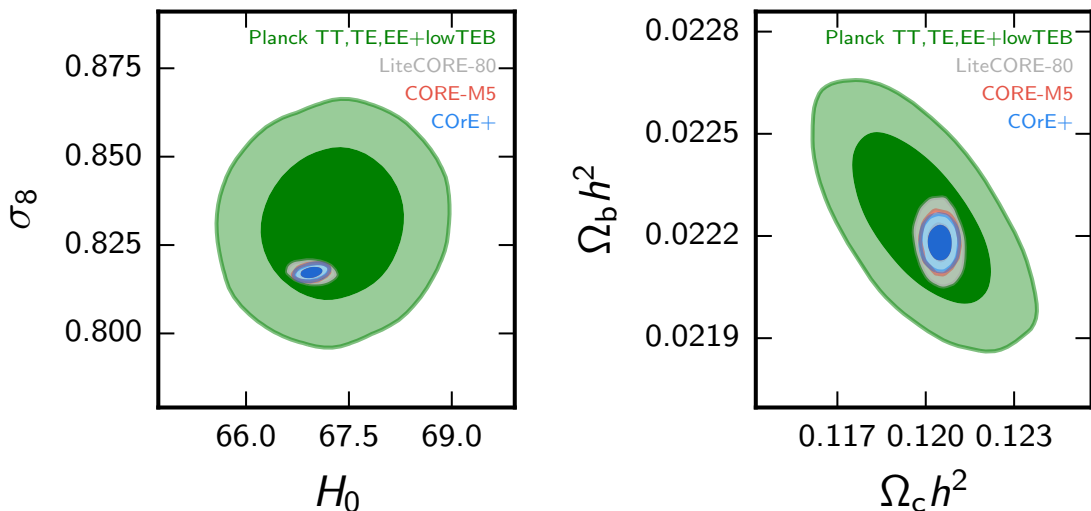 Planck TT,TE,EE+lowTEB
LiteCORE-80
CORE-M5
COrE+
0.875
0.850
0.825
0.800
σ8
66.0 67.5 69.0
H0
Planck TT,TE,EE+lowTEB
LiteCORE-80
CORE-M5
COrE+
0.0228
0.0225
0.0222
0.0219
Ωbh²
0.117 0.120 0.123
Ωch²